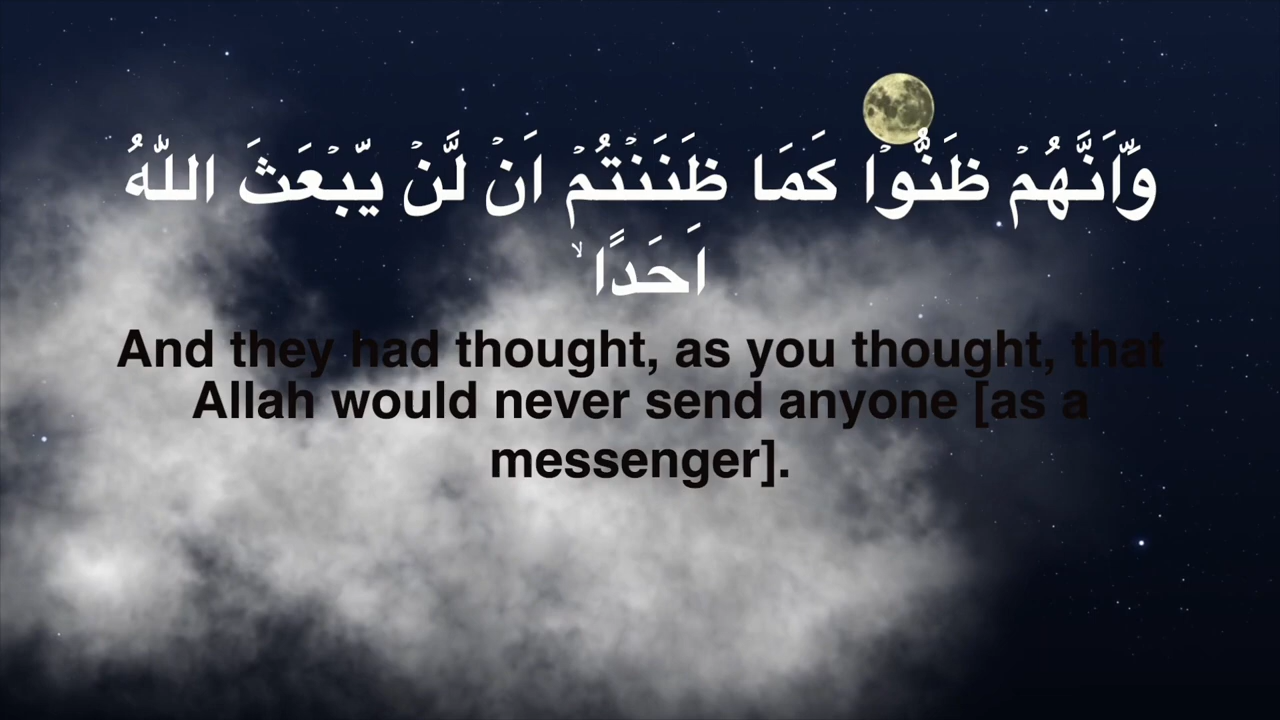 وَّاَنَّهُمۡ ظَنُّوۡا كَمَا ظَنَنۡتُمۡ اَنۡ لَّنۡ يَّبۡعَثَ اللّٰهُ
اَحَدًا ۙ
And they had thought, as you thought, that
Allah would never send anyone [as a
messenger].